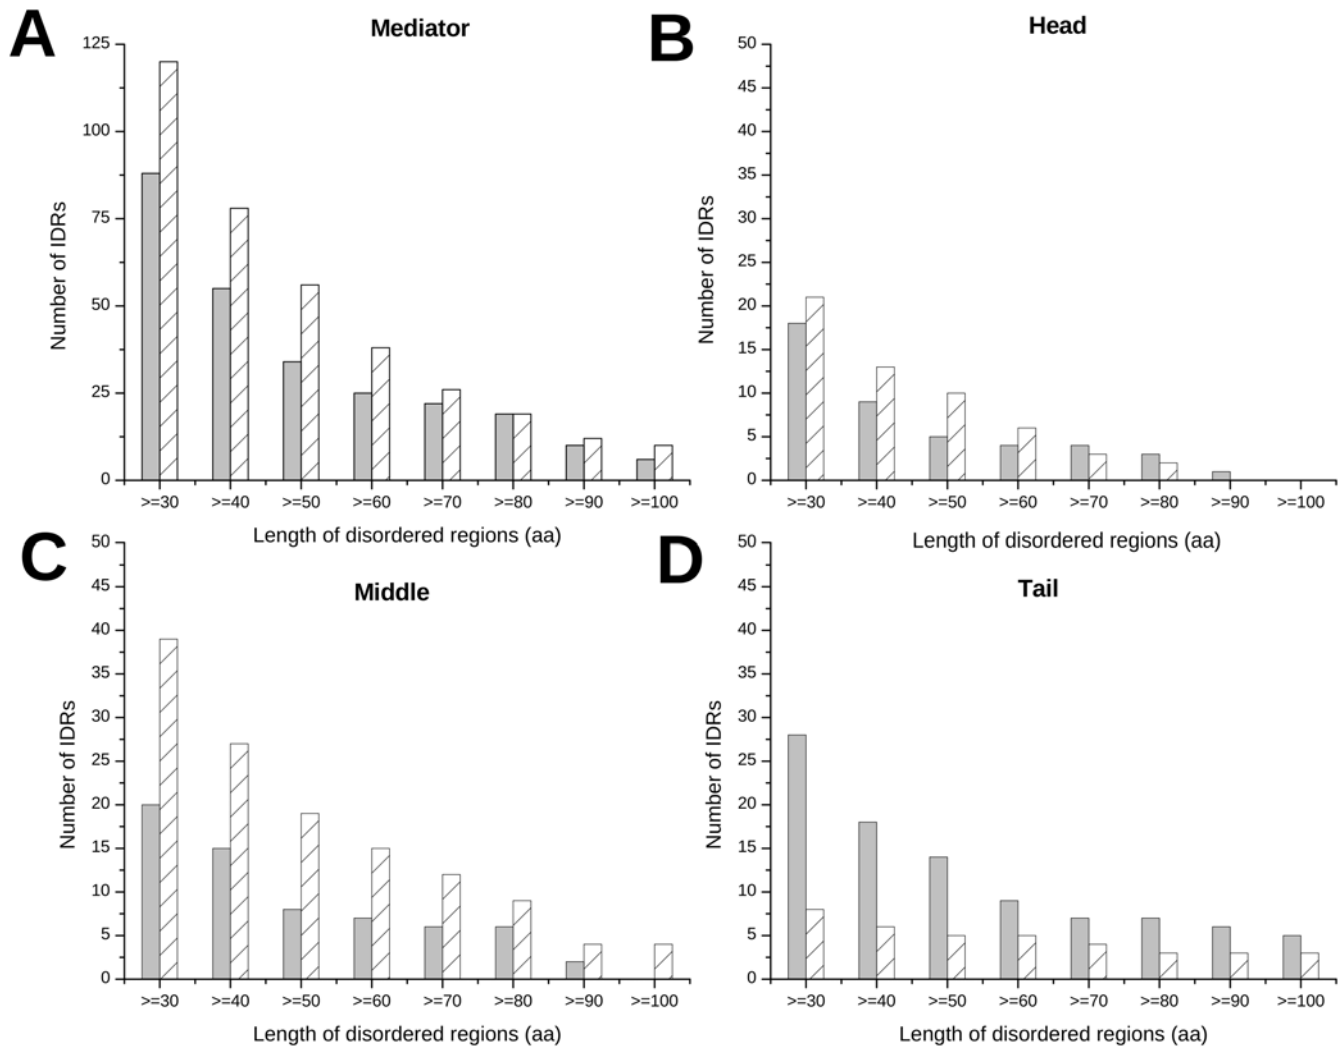 A
Mediator
125
100
75
50
25
0
Number of IDRs
>=30 >=40 >=50 >=60 >=70 >=80 >=90 >=100
Length of disordered regions (aa)
B
Head
50
45
40
35
30
25
20
15
10
5
0
Number of IDRs
>=30 >=40 >=50 >=60 >=70 >=80 >=90 >=100
Length of disordered regions (aa)
C
Middle
50
45
40
35
30
25
20
15
10
5
0
Number of IDRs
>=30 >=40 >=50 >=60 >=70 >=80 >=90 >=100
Length of disordered regions (aa)
D
Tail
50
45
40
35
30
25
20
15
10
5
0
Number of IDRs
>=30 >=40 >=50 >=60 >=70 >=80 >=90 >=100
Length of disordered regions (aa)